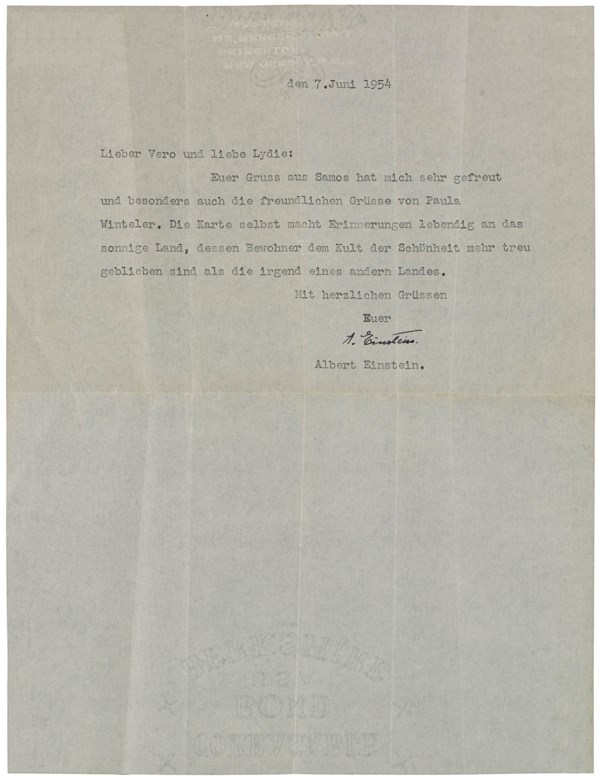 den 7.Juni 1954
Lieber Vero und liebe Lydie:
Euer Gruss aus Samos hat mich sehr gefreut
und besonders auch die freundlichen Grüsse von Paula
Winteler. Die Karte selbst macht Erinnerungen lebendig an das
sonnige Land, dessen Bewohner dem Kult der Schönheit mehr treu
geblieben sind als die irgend eines andern Landes.
Mit herzlichen Grüssen
Euer
A. Einstein.
Albert Einstein.
BERKSHIRE
USA
BOND